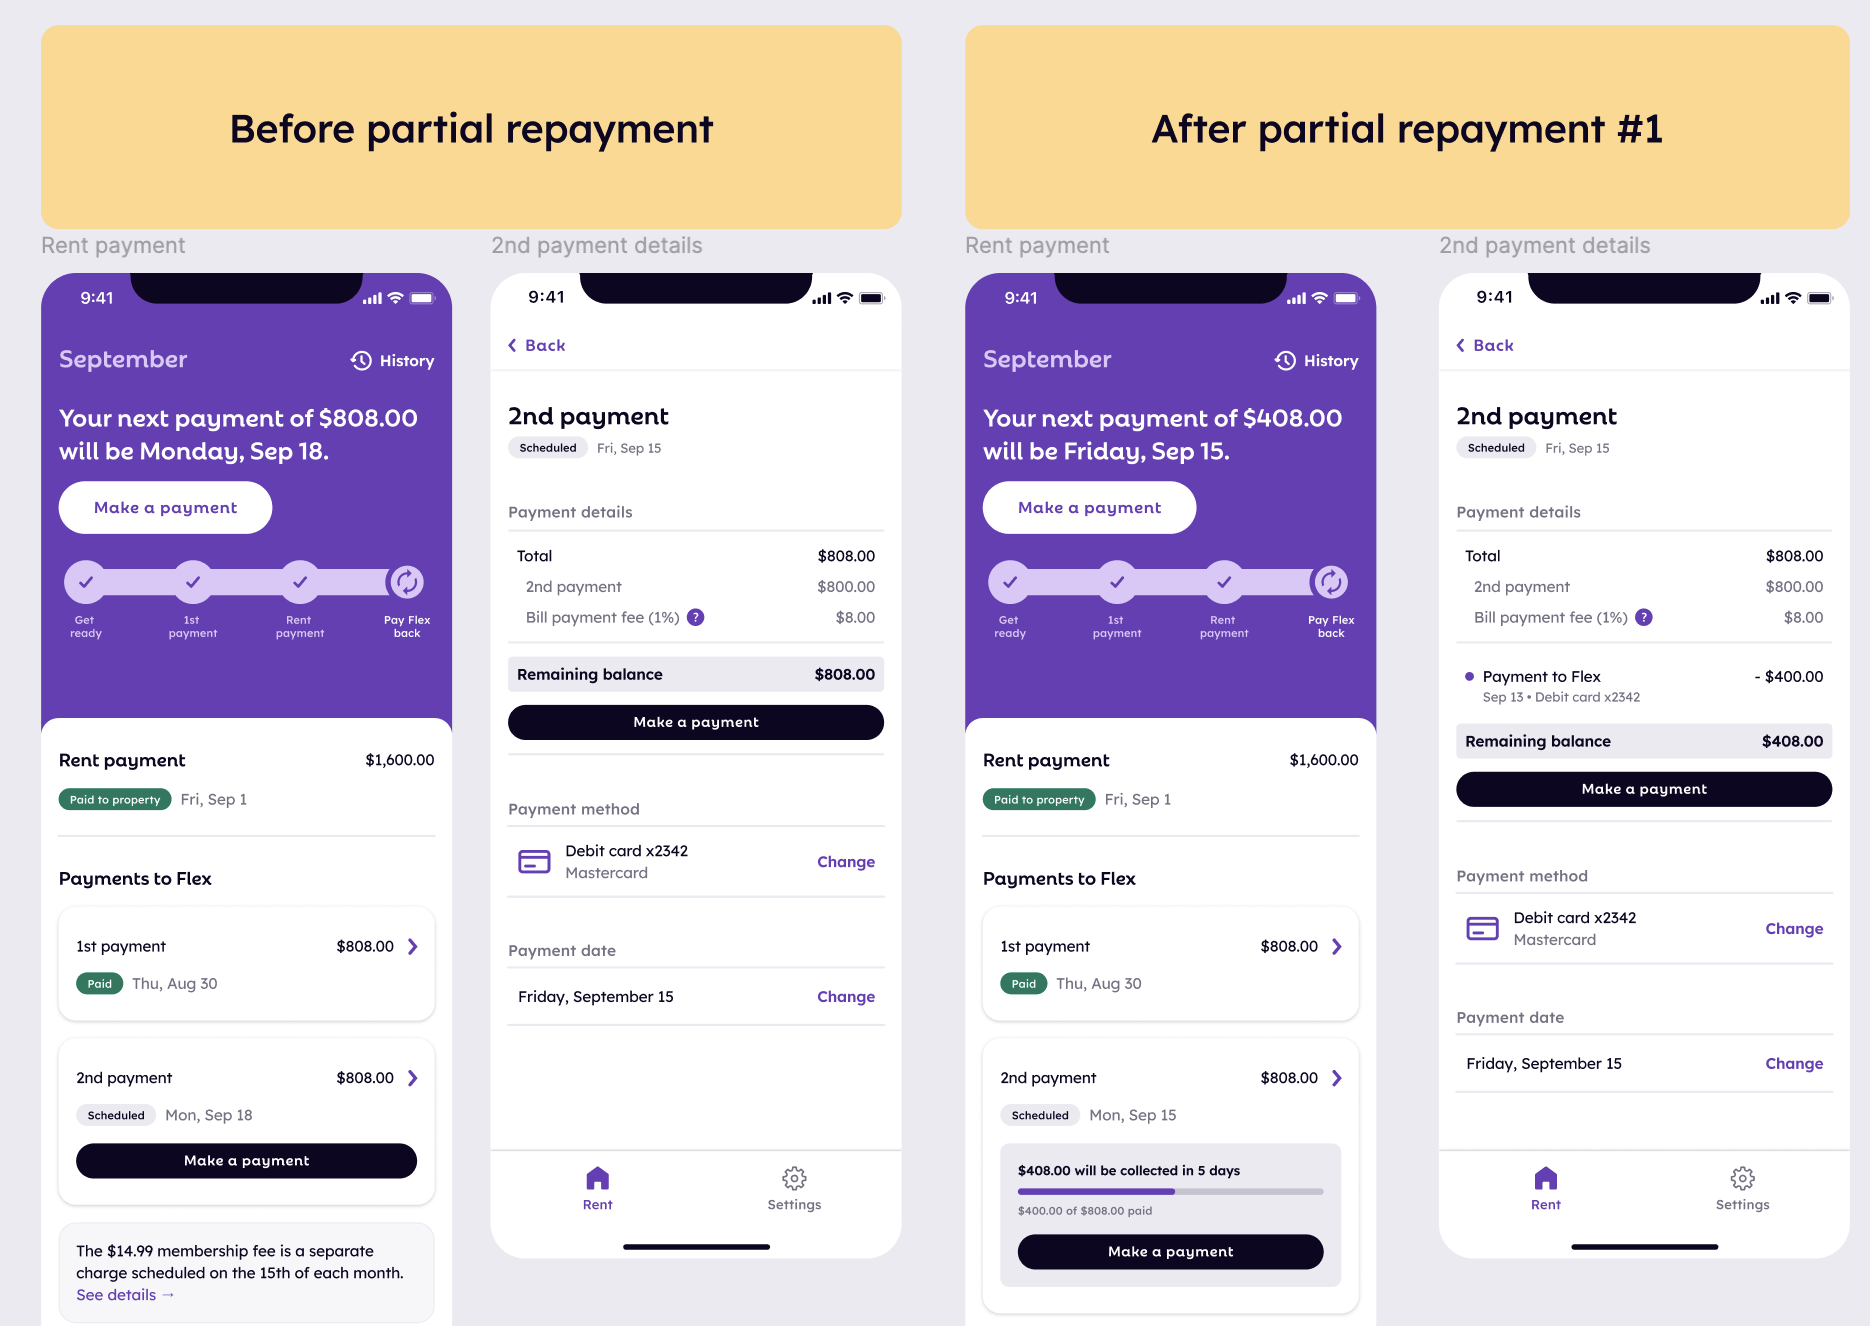 Before partial repayment
Rent payment
9:41
September
History
Your next payment of $808.00
will be Monday, Sep 18.
Make a payment
Get
ready
1st
payment
Rent
payment
Pay Flex
back
Rent payment
$1,600.00
Paid to property
Fri, Sep 1
Payments to Flex
1st payment
$808.00
Paid
Thu, Aug 30
2nd payment
$808.00
Scheduled
Mon, Sep 18
Make a payment
The $14.99 membership fee is a separate
charge scheduled on the 15th of each month.
See details →
2nd payment details
9:41
Back
2nd payment
Scheduled
Fri, Sep 15
Payment details
Total
$808.00
2nd payment
$800.00
Bill payment fee (1%) ?
$8.00
Remaining balance
$808.00
Make a payment
Payment method
Debit card x2342
Mastercard
Change
Payment date
Friday, September 15
Change
Rent
Settings
After partial repayment #1
Rent payment
9:41
September
History
Your next payment of $408.00
will be Friday, Sep 15.
Make a payment
Get
ready
1st
payment
Rent
payment
Pay Flex
back
Rent payment
$1,600.00
Paid to property
Fri, Sep 1
Payments to Flex
1st payment
$808.00
Paid
Thu, Aug 30
2nd payment
$808.00
Scheduled
Mon, Sep 15
$408.00 will be collected in 5 days
$400.00 of $808.00 paid
Make a payment
2nd payment details
9:41
Back
2nd payment
Scheduled
Fri, Sep 15
Payment details
Total
$808.00
2nd payment
$800.00
Bill payment fee (1%) ?
$8.00
Payment to Flex
- $400.00
Sep 13 • Debit card x2342
Remaining balance
$408.00
Make a payment
Payment method
Debit card x2342
Mastercard
Change
Payment date
Friday, September 15
Change
Rent
Settings